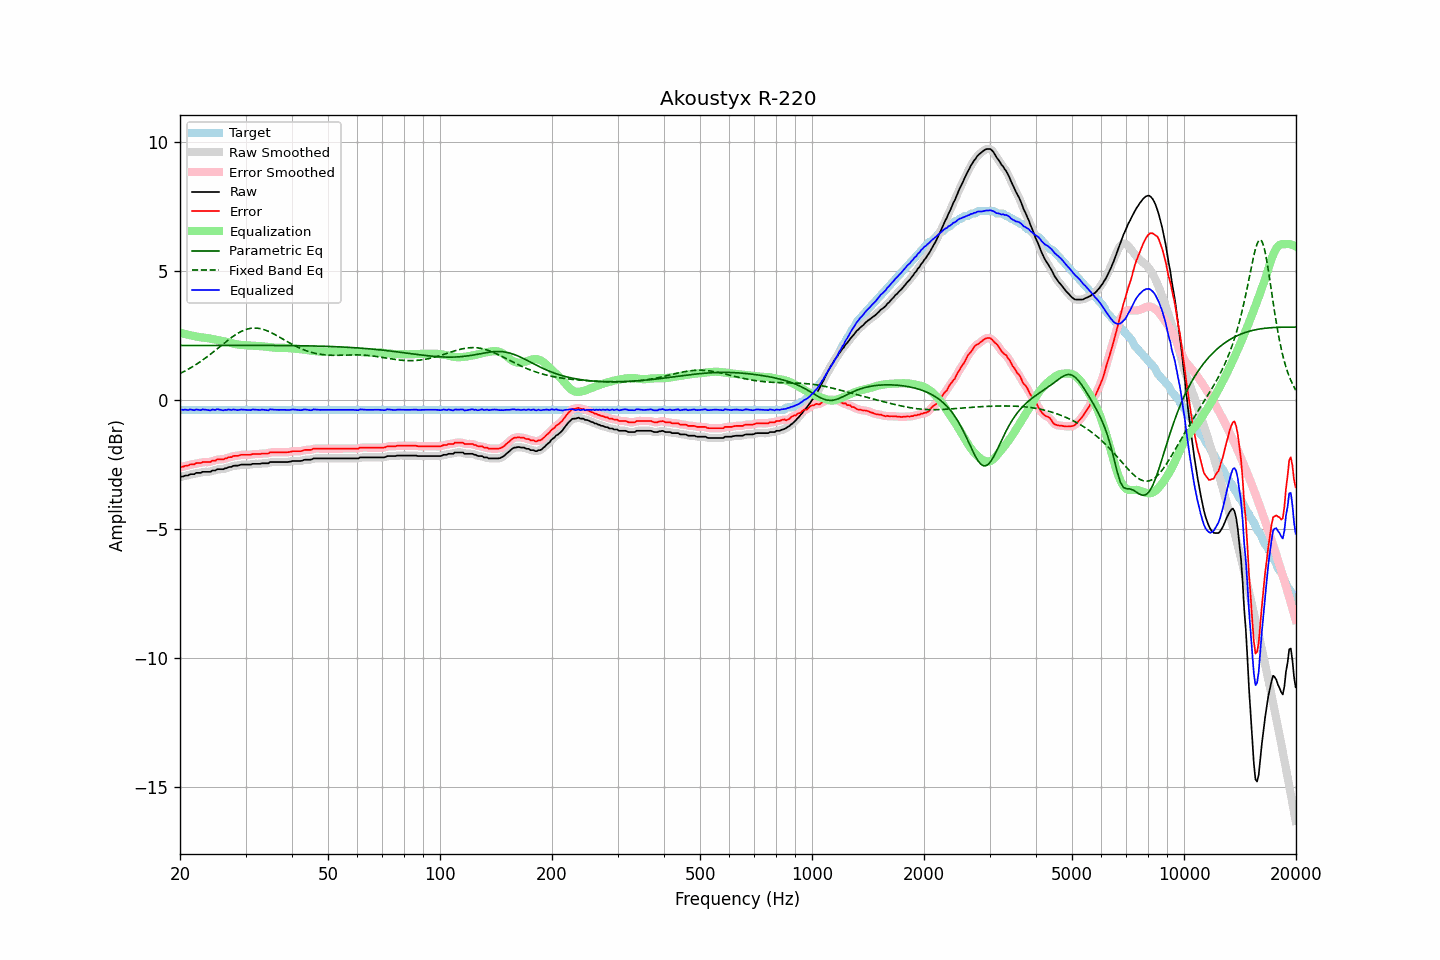 Akoustyx R-220
Target
Raw Smoothed
Error Smoothed
Raw
Error
Equalization
Parametric Eq
Fixed Band Eq
Equalized
Amplitude (dBr)
10
5
0
−5
−10
−15
20 50 100 200 500 1000 2000 5000 10000 20000
Frequency (Hz)